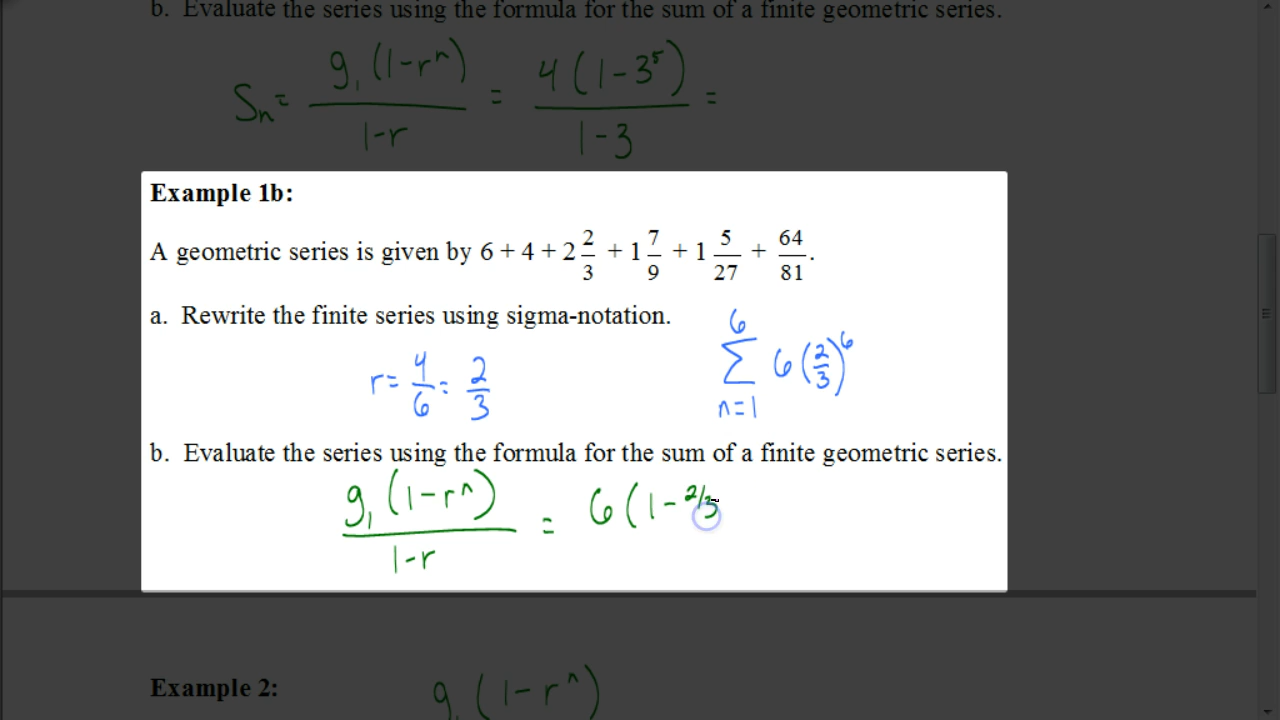 b. Evaluate the series using the formula for the sum of a finite geometric series.
Sn = g₁(1-rⁿ)/(1-r) = 4(1-3⁵)/(1-3) =
Example 1b:
A geometric series is given by 6 + 4 + 2 2/3 + 1 7/9 + 1 5/27 + 64/81.
a. Rewrite the finite series using sigma-notation.
r = 4/6 = 2/3
6 Σ n=1 6(2/3)⁶
b. Evaluate the series using the formula for the sum of a finite geometric series.
g₁(1-r^)/(1-r) = 6(1-2/3
Example 2:
g₁(1-rⁿ)